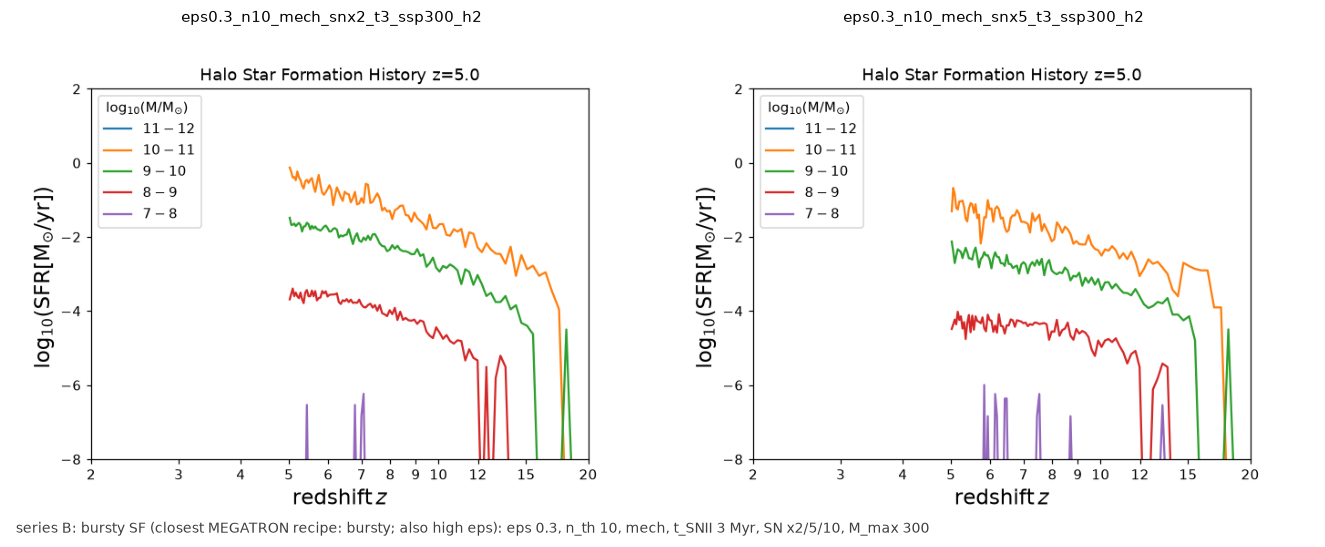 eps0.3_n10_mech_snx2_t3_ssp300_h2
Halo Star Formation History z=5.0
log10(M/M⊙)
11 − 12
10 − 11
9 − 10
8 − 9
7 − 8
log10(SFR[M⊙/yr])
2
0
−2
−4
−6
−8
2 3 4 5 6 7 8 9 10 12 15 20
redshift z
eps0.3_n10_mech_snx5_t3_ssp300_h2
Halo Star Formation History z=5.0
log10(M/M⊙)
11 − 12
10 − 11
9 − 10
8 − 9
7 − 8
log10(SFR[M⊙/yr])
2
0
−2
−4
−6
−8
2 3 4 5 6 7 8 9 10 12 15 20
redshift z
series B: bursty SF (closest MEGATRON recipe: bursty; also high eps): eps 0.3, n_th 10, mech, t_SNII 3 Myr, SN x2/5/10, M_max 300